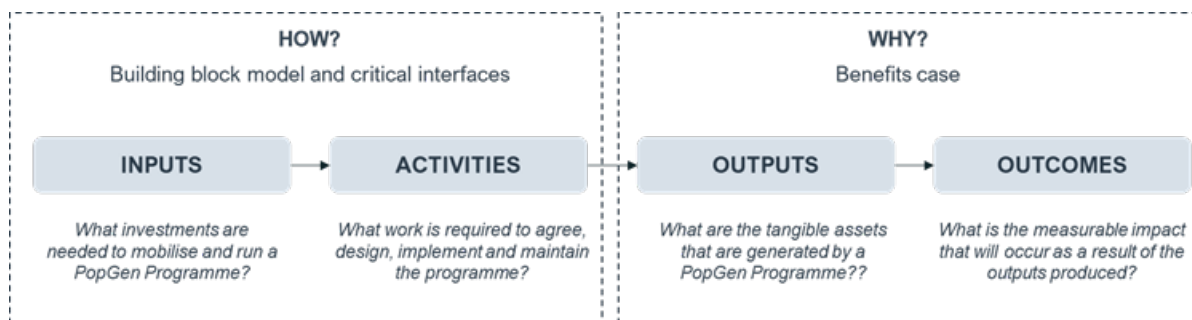 HOW?
Building block model and critical interfaces
INPUTS
What investments are
needed to mobilise and run a
PopGen Programme?
ACTIVITIES
What work is required to agree,
design, implement and maintain
the programme?
WHY?
Benefits case
OUTPUTS
What are the tangible assets
that are generated by a
PopGen Programme??
OUTCOMES
What is the measurable impact
that will occur as a result of the
outputs produced?